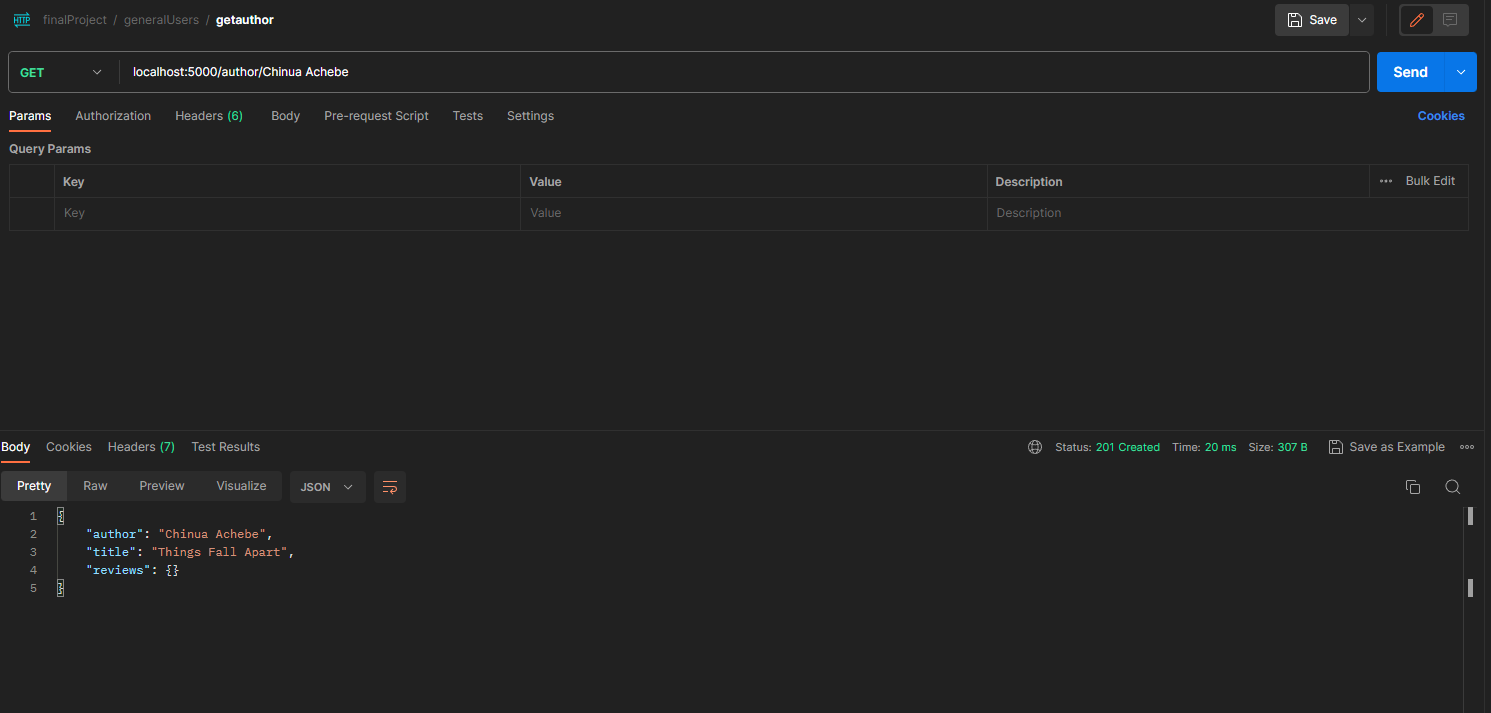 HTTP finalProject / generalUsers / getauthor Save
GET localhost:5000/author/Chinua Achebe Send
Params Authorization Headers (6) Body Pre-request Script Tests Settings Cookies
Query Params
Key Value Description Bulk Edit
Key Value Description
Body Cookies Headers (7) Test Results Status: 201 Created Time: 20 ms Size: 307 B Save as Example
Pretty Raw Preview Visualize JSON
1 {
2 "author": "Chinua Achebe",
3 "title": "Things Fall Apart",
4 "reviews": {}
5 }